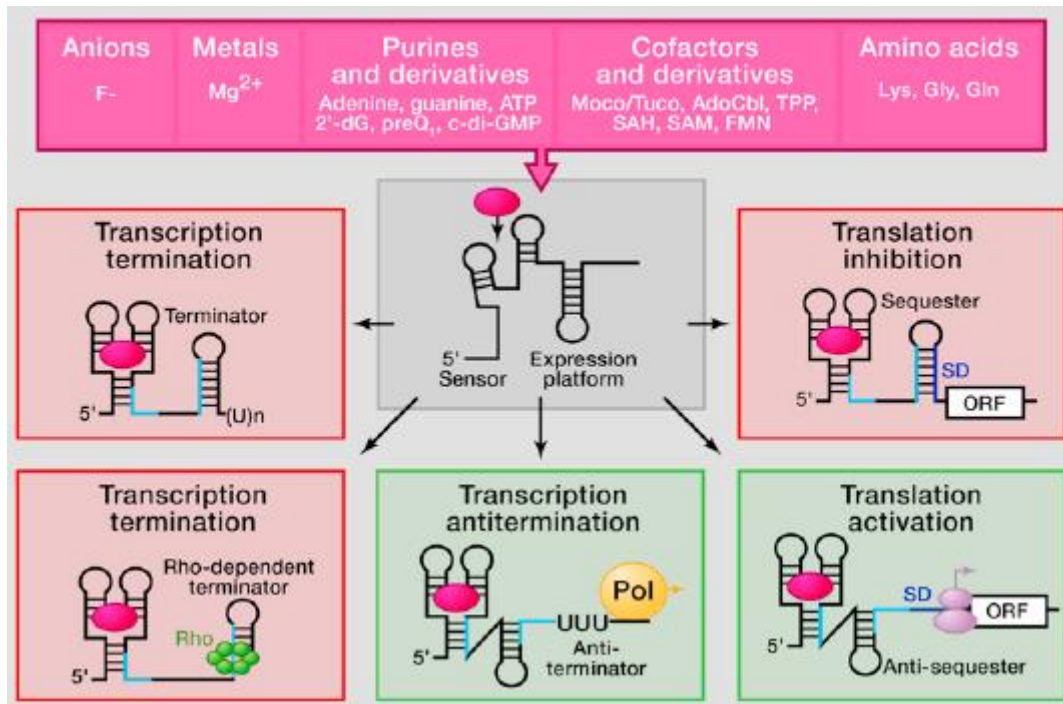 Anions
F-
Metals
Mg2+
Purines
and derivatives
Adenine, guanine, ATP
2'-dG, preQ1, c-di-GMP
Cofactors
and derivatives
Moco/Tuco, AdoCbl, TPP,
SAH, SAM, FMN
Amino acids
Lys, Gly, Gln
Transcription
termination
Terminator
5'
(U)n
5'
Sensor
Expression
platform
Translation
inhibition
Sequester
SD
5'
ORF
Transcription
termination
Rho-dependent
terminator
Rho
5'
Transcription
antitermination
Pol
UUU
Anti-
terminator
5'
Translation
activation
SD
ORF
5'
Anti-sequester